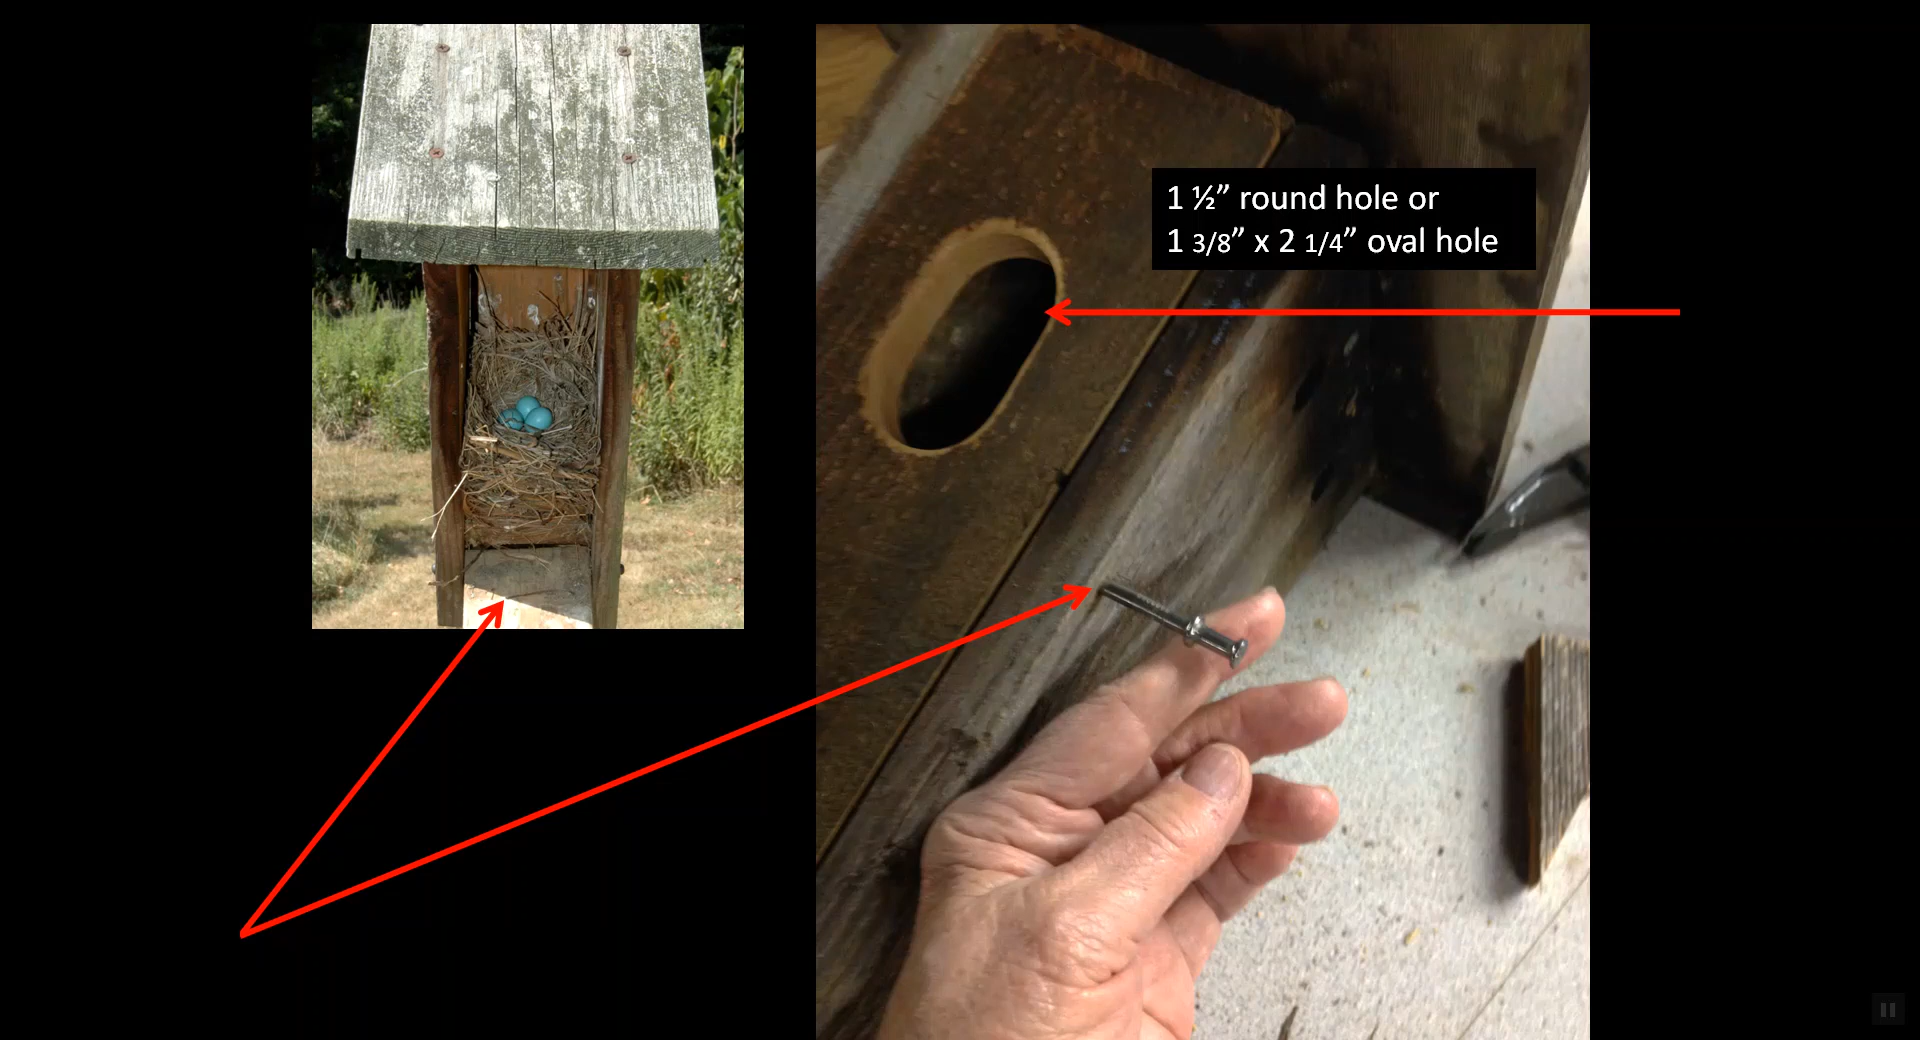 1 ½” round hole or
1 3/8” x 2 1/4” oval hole